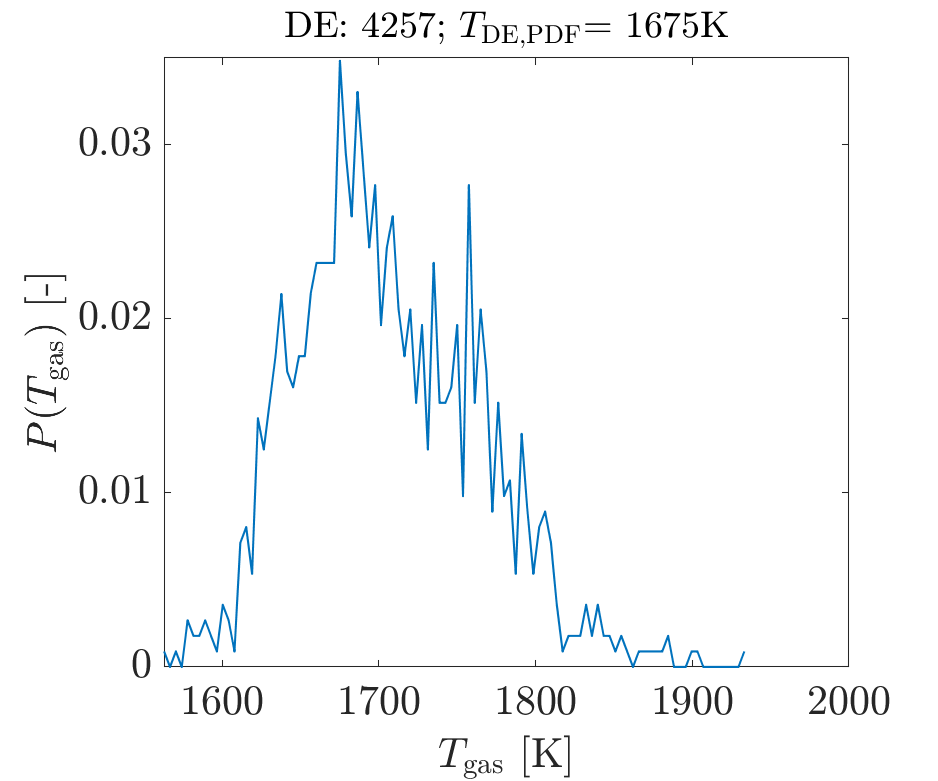 DE: 4257; T_DE,PDF= 1675K
P(T_gas) [-]
0.03
0.02
0.01
0
1600 1700 1800 1900 2000
T_gas [K]